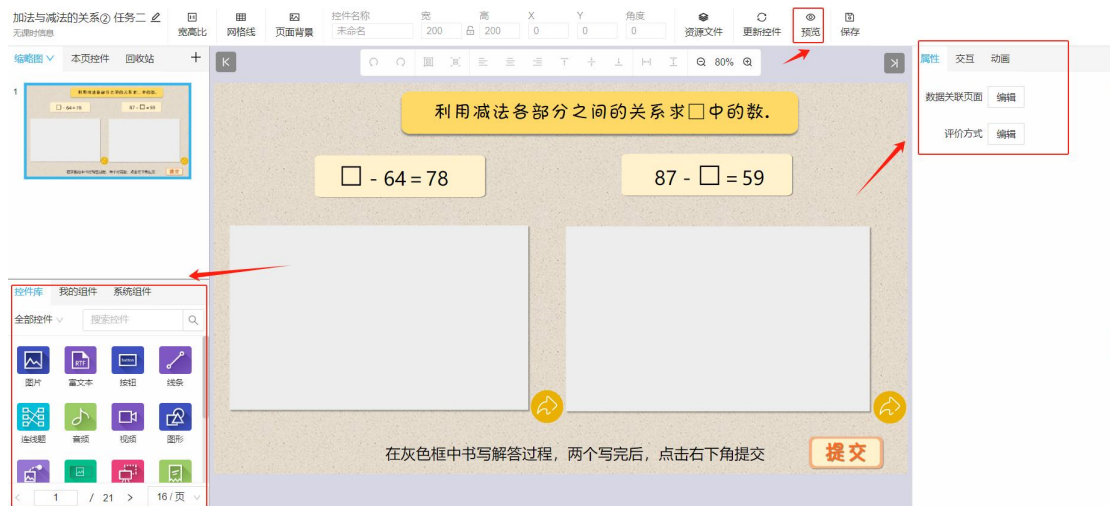 加法与减法的关系② 任务二
无课时信息
宽高比
网格线
页面背景
控件名称
未命名
宽
200
高
200
X
0
Y
0
角度
0
资源文件
更新控件
预览
保存
缩略图
本页控件
回收站
+
80%
属性
交互
动画
数据关联页面
编辑
评价方式
编辑
1
利用减法各部分之间的关系求□中的数.
□ - 64 = 78
87 - □ = 59
在灰色框中书写解答过程，两个写完后，点击右下角提交
提交
控件库
我的组件
系统组件
全部控件
搜索控件
图片
富文本
按钮
线条
连线题
音频
视频
图形
< 1 / 21 > 16 / 页